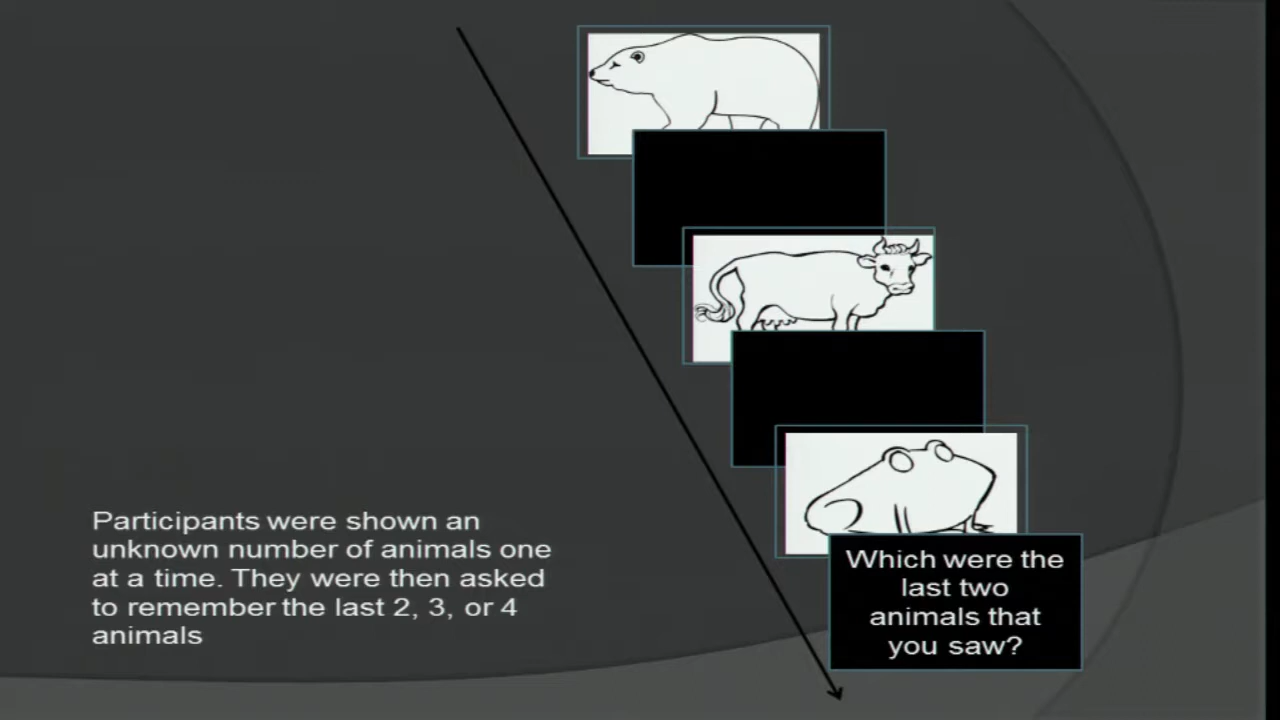 Participants were shown an
unknown number of animals one
at a time. They were then asked
to remember the last 2, 3, or 4
animals
Which were the
last two
animals that
you saw?